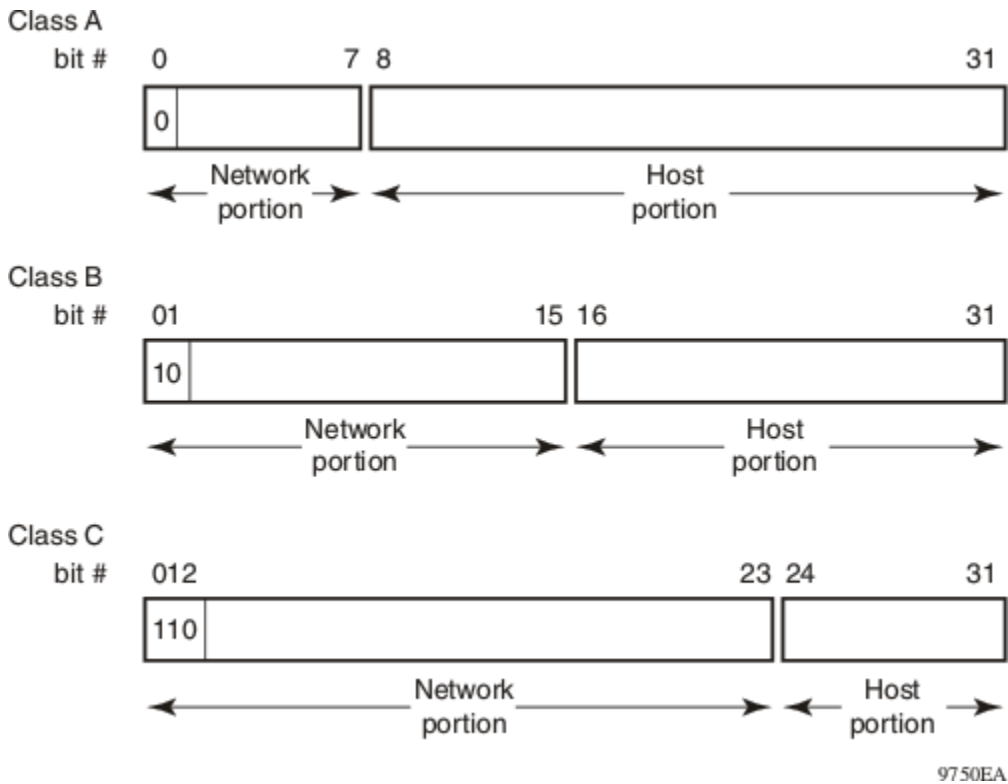 Class A
bit # 0 7 8 31
0
Network portion
Host portion
Class B
bit # 01 15 16 31
10
Network portion
Host portion
Class C
bit # 012 23 24 31
110
Network portion
Host portion
9750EA